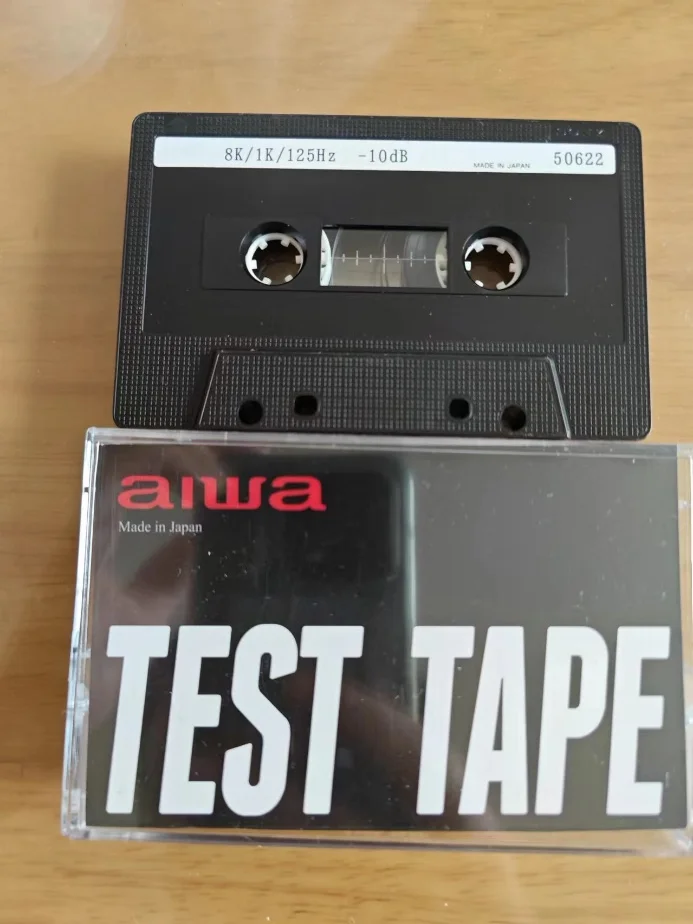 8K/1K/125Hz -10dB MADE IN JAPAN 50622
aiwa
Made in Japan
TEST TAPE